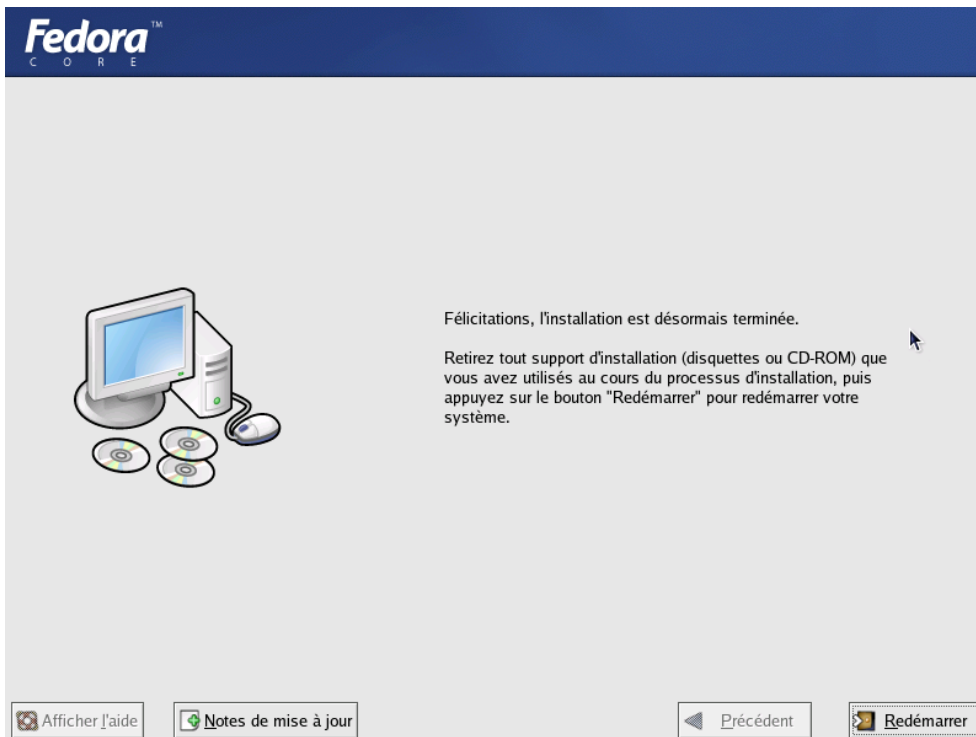 Fedora™
CORE
Félicitations, l'installation est désormais terminée.
Retirez tout support d'installation (disquettes ou CD-ROM) que
vous avez utilisés au cours du processus d'installation, puis
appuyez sur le bouton "Redémarrer" pour redémarrer votre
système.
Afficher l'aide
Notes de mise à jour
Précédent
Redémarrer